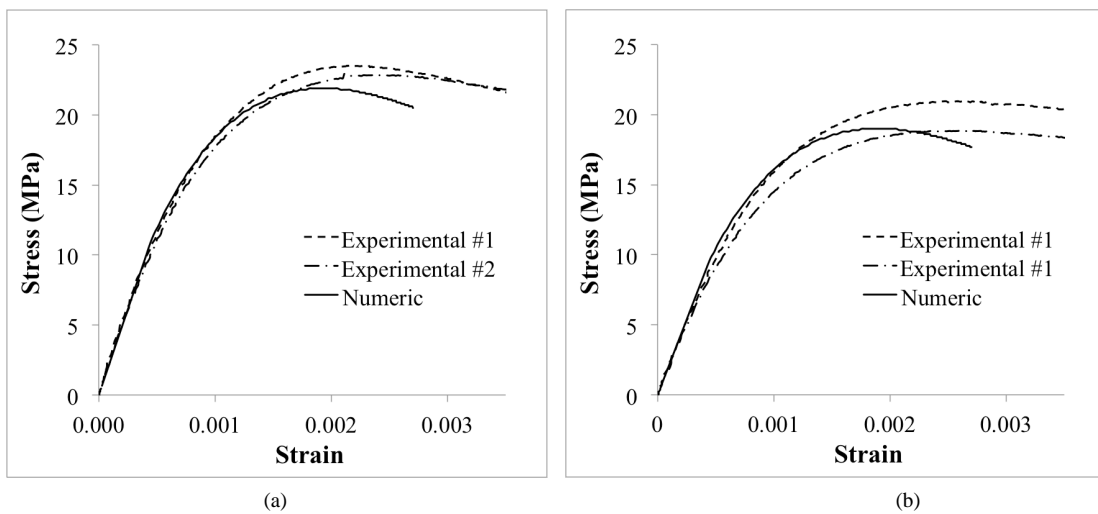 25
20
15
10
5
0
Stress (MPa)
Experimental #1
Experimental #2
Numeric
0.000 0.001 0.002 0.003
Strain
(a)
25
20
15
10
5
0
Stress (MPa)
Experimental #1
Experimental #1
Numeric
0 0.001 0.002 0.003
Strain
(b)